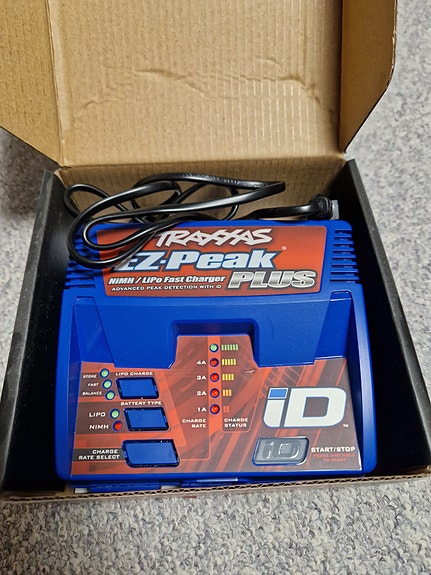 TRAXXAS
EZ-Peak®
PLUS
NiMH / LiPo Fast Charger
ADVANCED PEAK DETECTION WITH iD
4A
3A
2A
1A
CHARGE RATE
CHARGE STATUS
STORE
FAST
BALANCE
LIPO CHARGE
BATTERY TYPE
LIPO
NiMH
CHARGE
RATE SELECT
iD™
iD
START/STOP